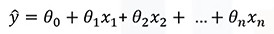 ŷ = θ₀ + θ₁x₁+ θ₂x₂ + … +θₙxₙ